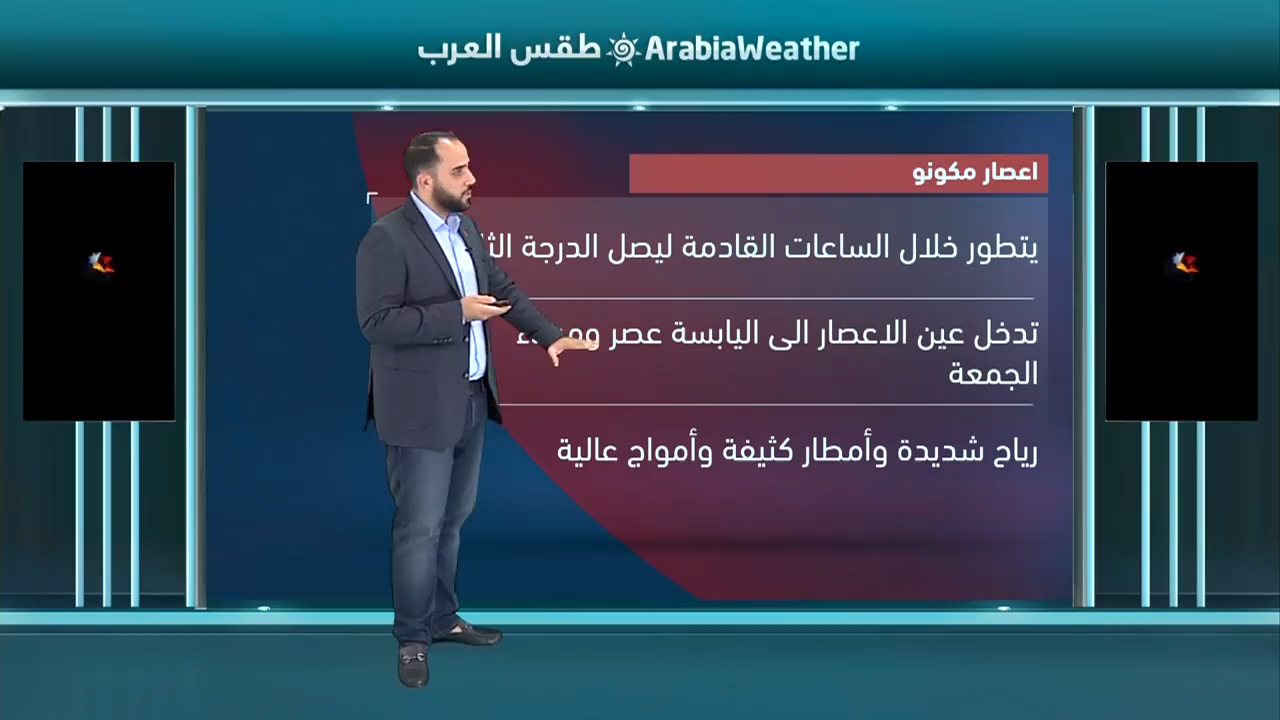 ArabiaWeather طقس العرب
اعصار مكونو
يتطور خلال الساعات القادمة ليصل الدرجة
تدخل عين الاعصار الى اليابسة عصر
الجمعة
رياح شديدة وأمطار كثيفة وأمواج عالية